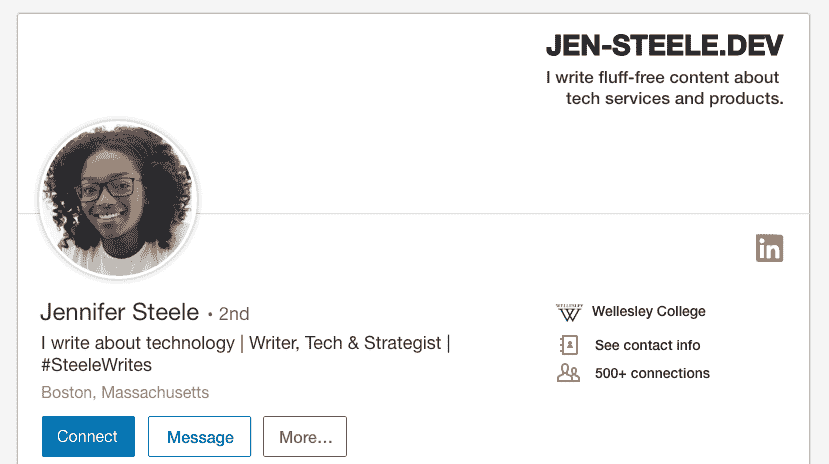 JEN-STEELE.DEV
I write fluff-free content about
tech services and products.
in
Jennifer Steele • 2nd
I write about technology | Writer, Tech & Strategist |
#SteeleWrites
Boston, Massachusetts
Connect
Message
More...
WELLESLEY
W
Wellesley College
See contact info
500+ connections